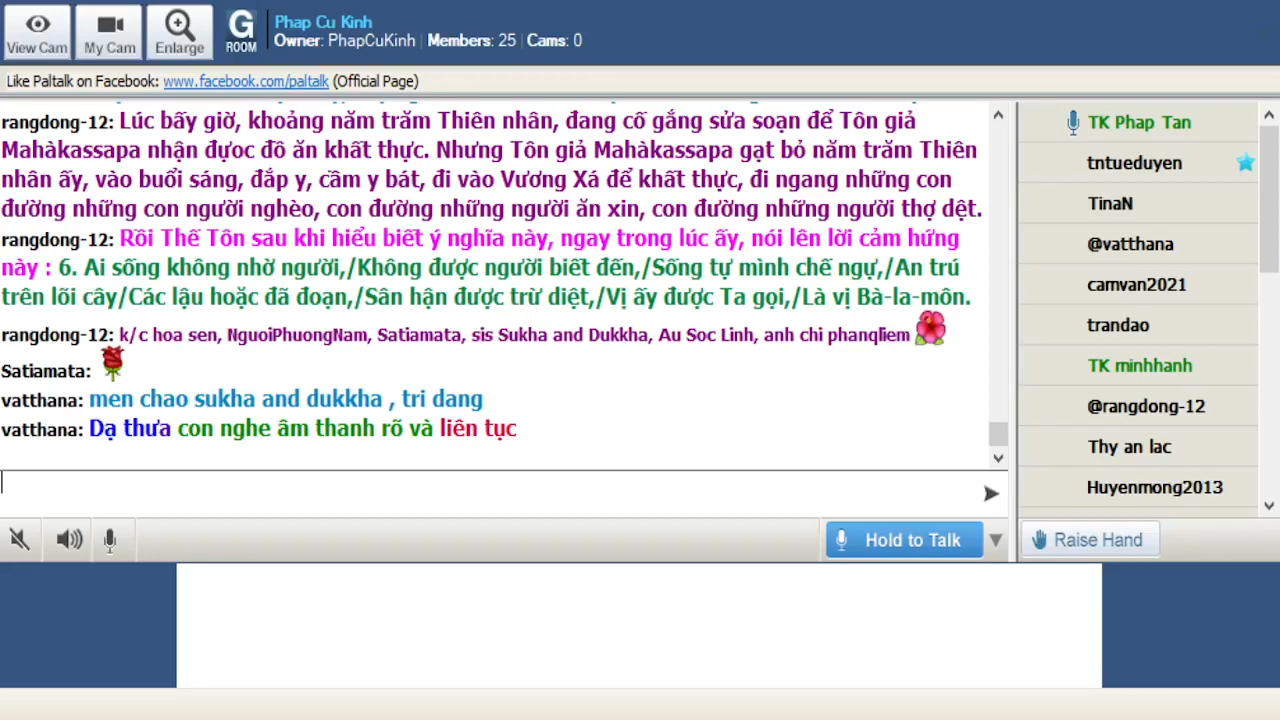 View Cam
My Cam
Enlarge
G
ROOM
Phap Cu Kinh
Owner: PhapCuKinh | Members: 25 | Cams: 0
Like Paltalk on Facebook: www.facebook.com/paltalk (Official Page)
rangdong-12: Lúc bấy giờ, khoảng năm trăm Thiên nhân, đang cố gắng sửa soạn để Tôn giả
Mahàkassapa nhận đựoc đồ ăn khất thực. Nhưng Tôn giả Mahàkassapa gạt bỏ năm trăm Thiên
nhân ấy, vào buổi sáng, đắp y, cầm y bát, đi vào Vương Xá để khất thực, đi ngang những con
đường những con người nghèo, con đường những người ăn xin, con đường những người thợ dệt.
rangdong-12: Rồi Thế Tôn sau khi hiểu biết ý nghĩa này, ngay trong lúc ấy, nói lên lời cảm hứng
này : 6. Ai sống không nhờ người,/Không được người biết đến,/Sống tự mình chế ngự,/An trú
trên lõi cây/Các lậu hoặc đã đoạn,/Sân hận được trừ diệt,/Vị ấy được Ta gọi,/Là vị Bà-la-môn.
rangdong-12: k/c hoa sen, NguoiPhuongNam, Satiamata, sis Sukha and Dukkha, Au Soc Linh, anh chi phanqliem
Satiamata:
vatthana: men chao sukha and dukkha , tri dang
vatthana: Dạ thưa con nghe âm thanh rõ và liên tục
Hold to Talk
TK Phap Tan
tntueduyen
TinaN
@vatthana
camvan2021
trandao
TK minhhanh
@rangdong-12
Thy an lac
Huyenmong2013
Raise Hand